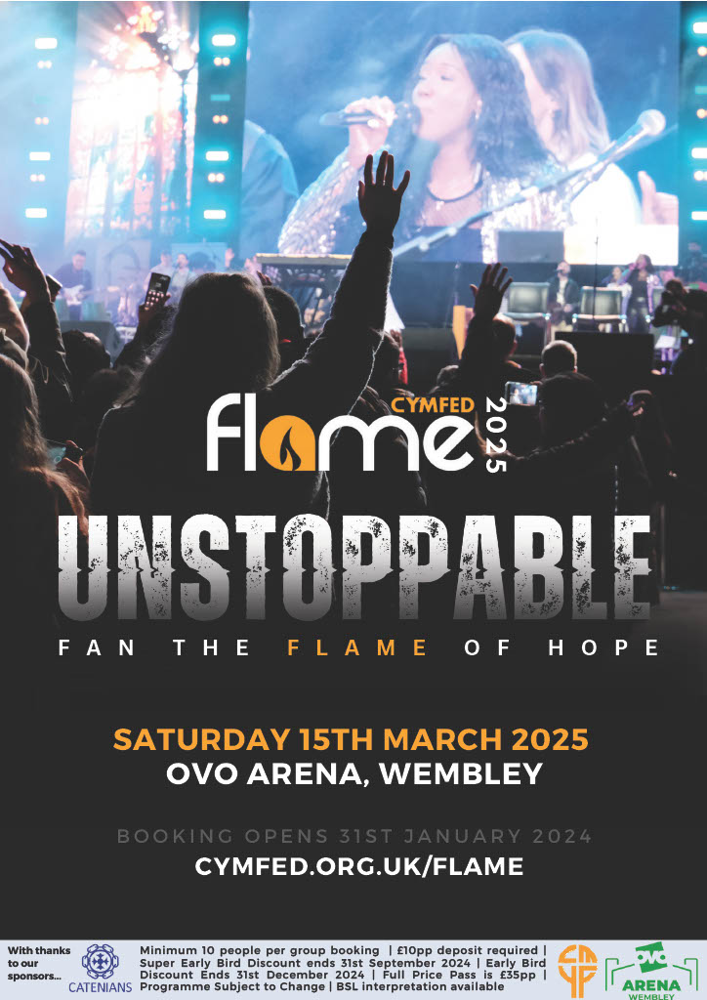 CYMFED
flame
2025
UNSTOPPABLE
FAN THE FLAME OF HOPE
SATURDAY 15TH MARCH 2025
OVO ARENA, WEMBLEY
BOOKING OPENS 31ST JANUARY 2024
CYMFED.ORG.UK/FLAME
With thanks
to our
sponsors...
CATENIANS
Minimum 10 people per group booking | £10pp deposit required |
Super Early Bird Discount ends 31st September 2024 | Early Bird
Discount Ends 31st December 2024 | Full Price Pass is £35pp |
Programme Subject to Change | BSL interpretation available
CM
YF
OVO
ARENA
WEMBLEY